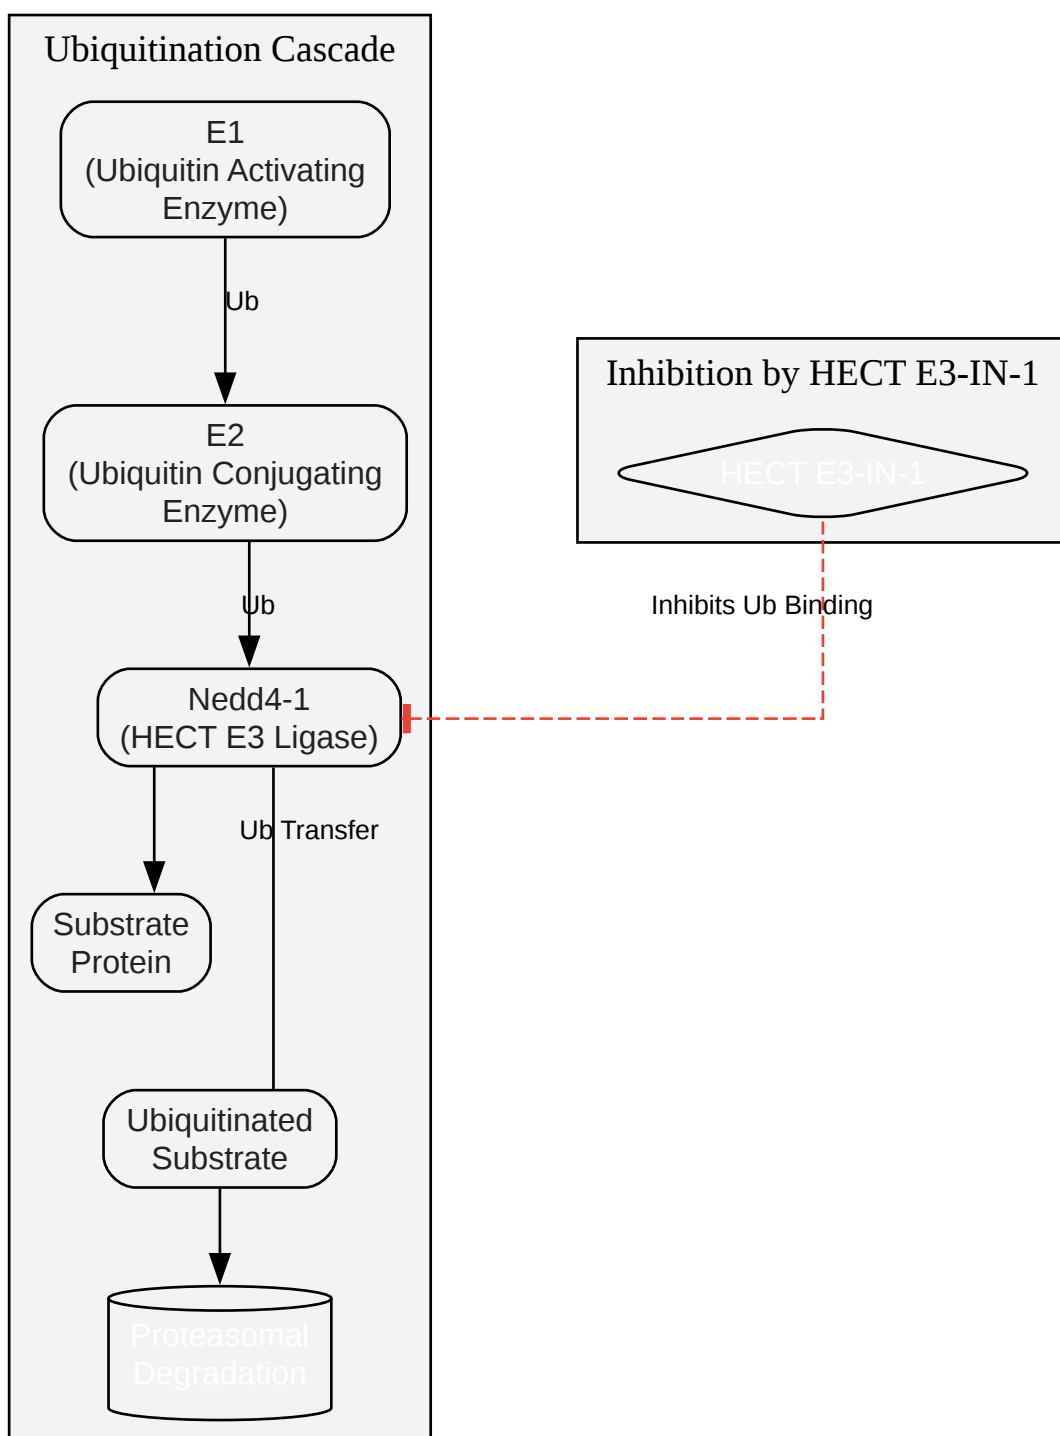 Ubiquitination Cascade
E1
(Ubiquitin Activating
Enzyme)
Ub
E2
(Ubiquitin Conjugating
Enzyme)
Ub
Nedd4-1
(HECT E3 Ligase)
Ub Transfer
Substrate
Protein
Ubiquitinated
Substrate
Proteasomal
Degradation
Inhibition by HECT E3-IN-1
HECT E3-IN-1
Inhibits Ub Binding